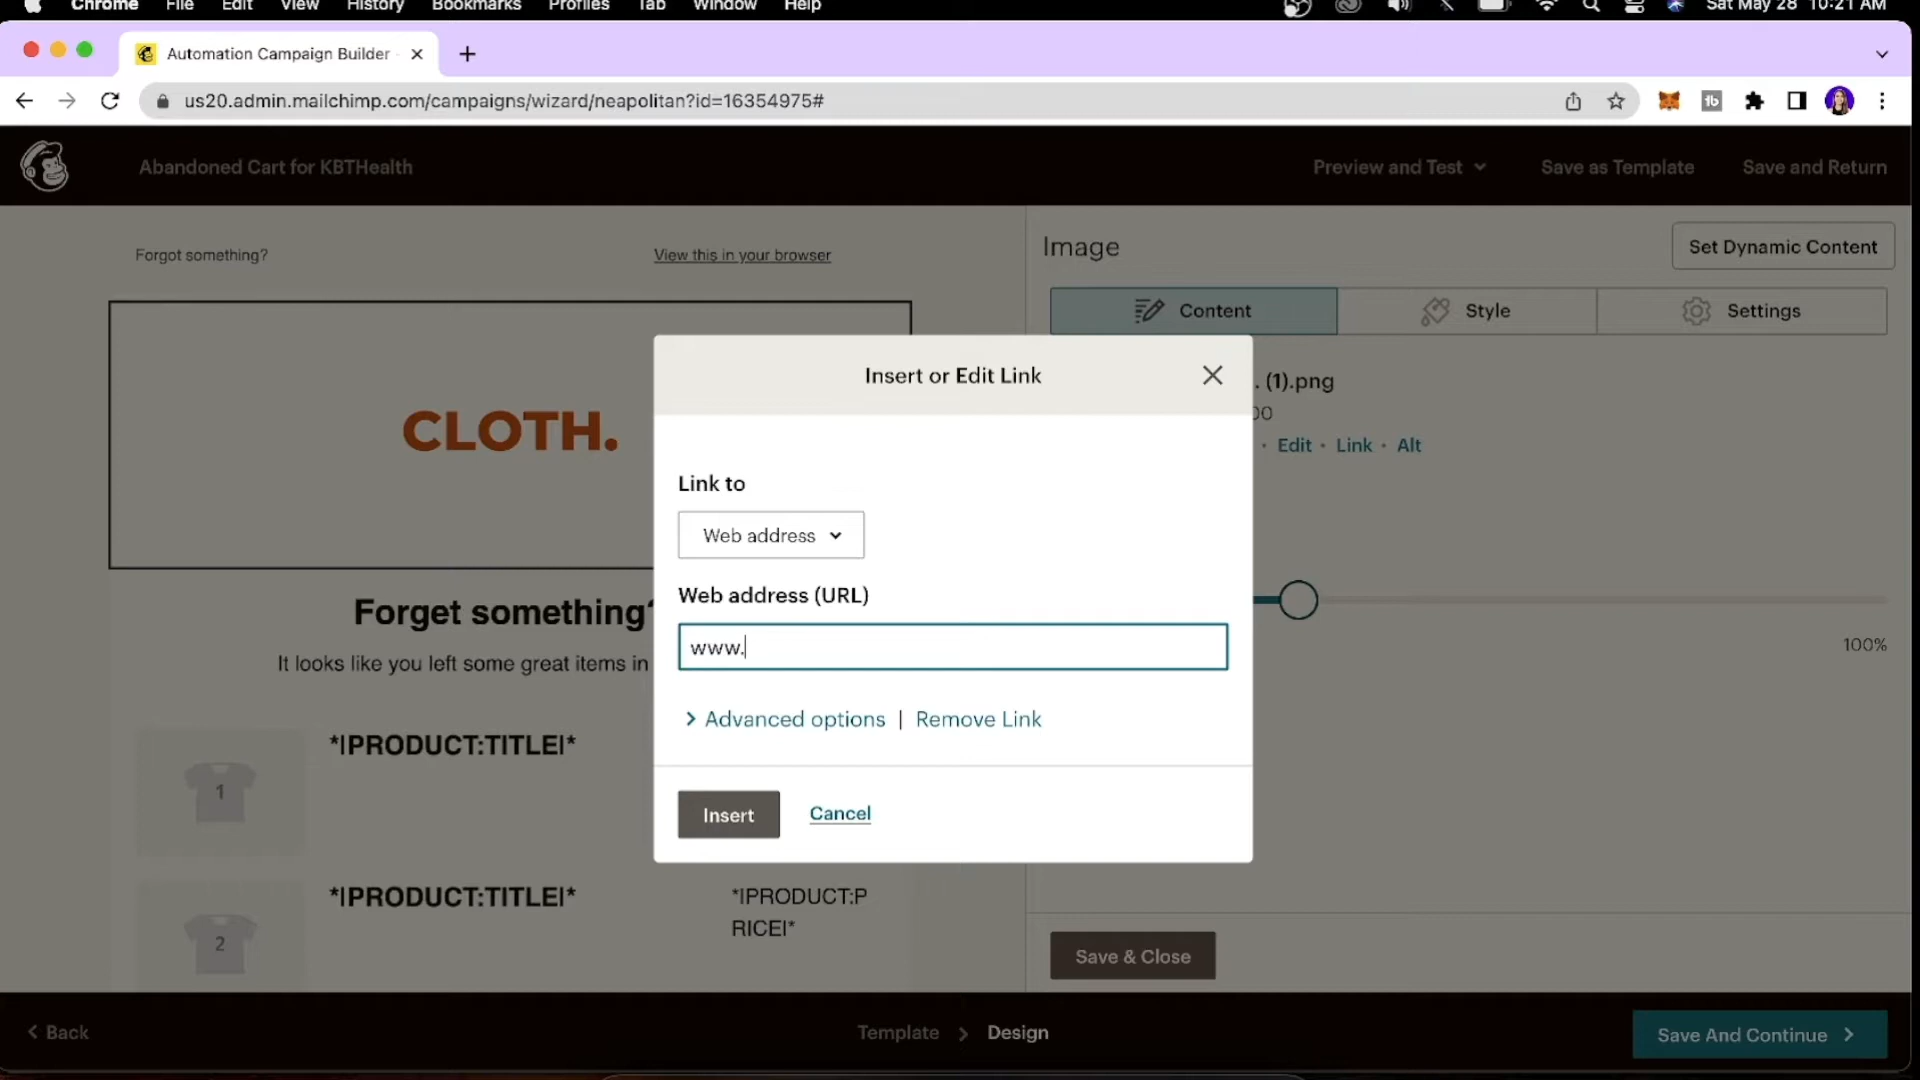 Chrome File Edit View History Bookmarks Profiles Tab Window Help Sat May 28 10:21 AM
Automation Campaign Builder
us20.admin.mailchimp.com/campaigns/wizard/neapolitan?id=16354975#
Abandoned Cart for KBTHealth Preview and Test Save as Template Save and Return
Forgot something? View this in your browser
Image Set Dynamic Content
Content Style Settings
CLOTH.
Insert or Edit Link
. (1).png
00
· Edit · Link · Alt
Link to
Web address
Web address (URL)
www.
Advanced options | Remove Link
Insert Cancel
100%
Forget something?
It looks like you left some great items in
1 *|PRODUCT:TITLE|*
2 *|PRODUCT:TITLE|* *|PRODUCT:P
RICE|*
Save & Close
Back Template > Design Save And Continue